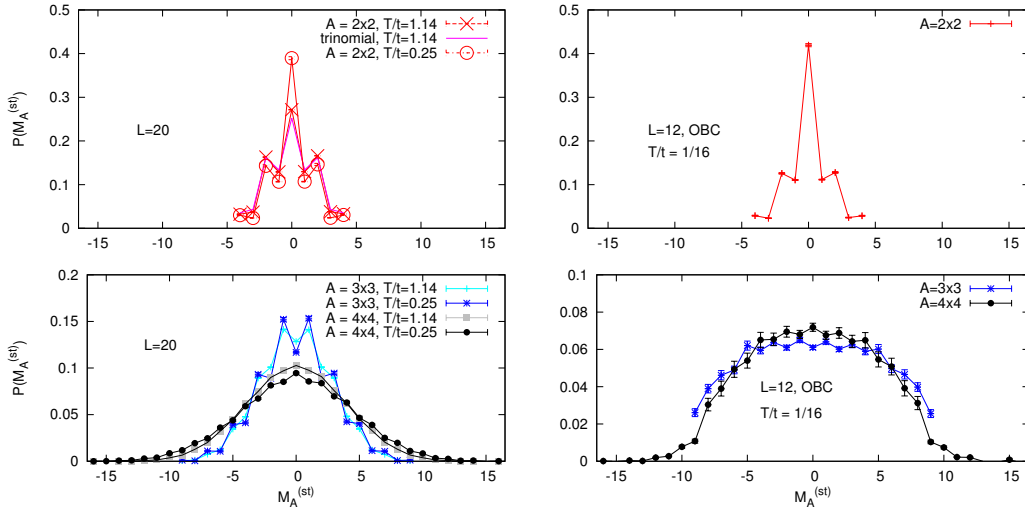 A = 2x2, T/t=1.14
trinomial, T/t=1.14
A = 2x2, T/t=0.25
L=20
P(M_A^(st))
0.5
0.4
0.3
0.2
0.1
0
-15 -10 -5 0 5 10 15
A=2x2
L=12, OBC
T/t = 1/16
0.5
0.4
0.3
0.2
0.1
0
-15 -10 -5 0 5 10 15
A = 3x3, T/t=1.14
A = 3x3, T/t=0.25
A = 4x4, T/t=1.14
A = 4x4, T/t=0.25
L=20
P(M_A^(st))
0.2
0.15
0.1
0.05
0
-15 -10 -5 0 5 10 15
M_A^(st)
A=3x3
A=4x4
L=12, OBC
T/t = 1/16
0.1
0.08
0.06
0.04
0.02
0
-15 -10 -5 0 5 10 15
M_A^(st)